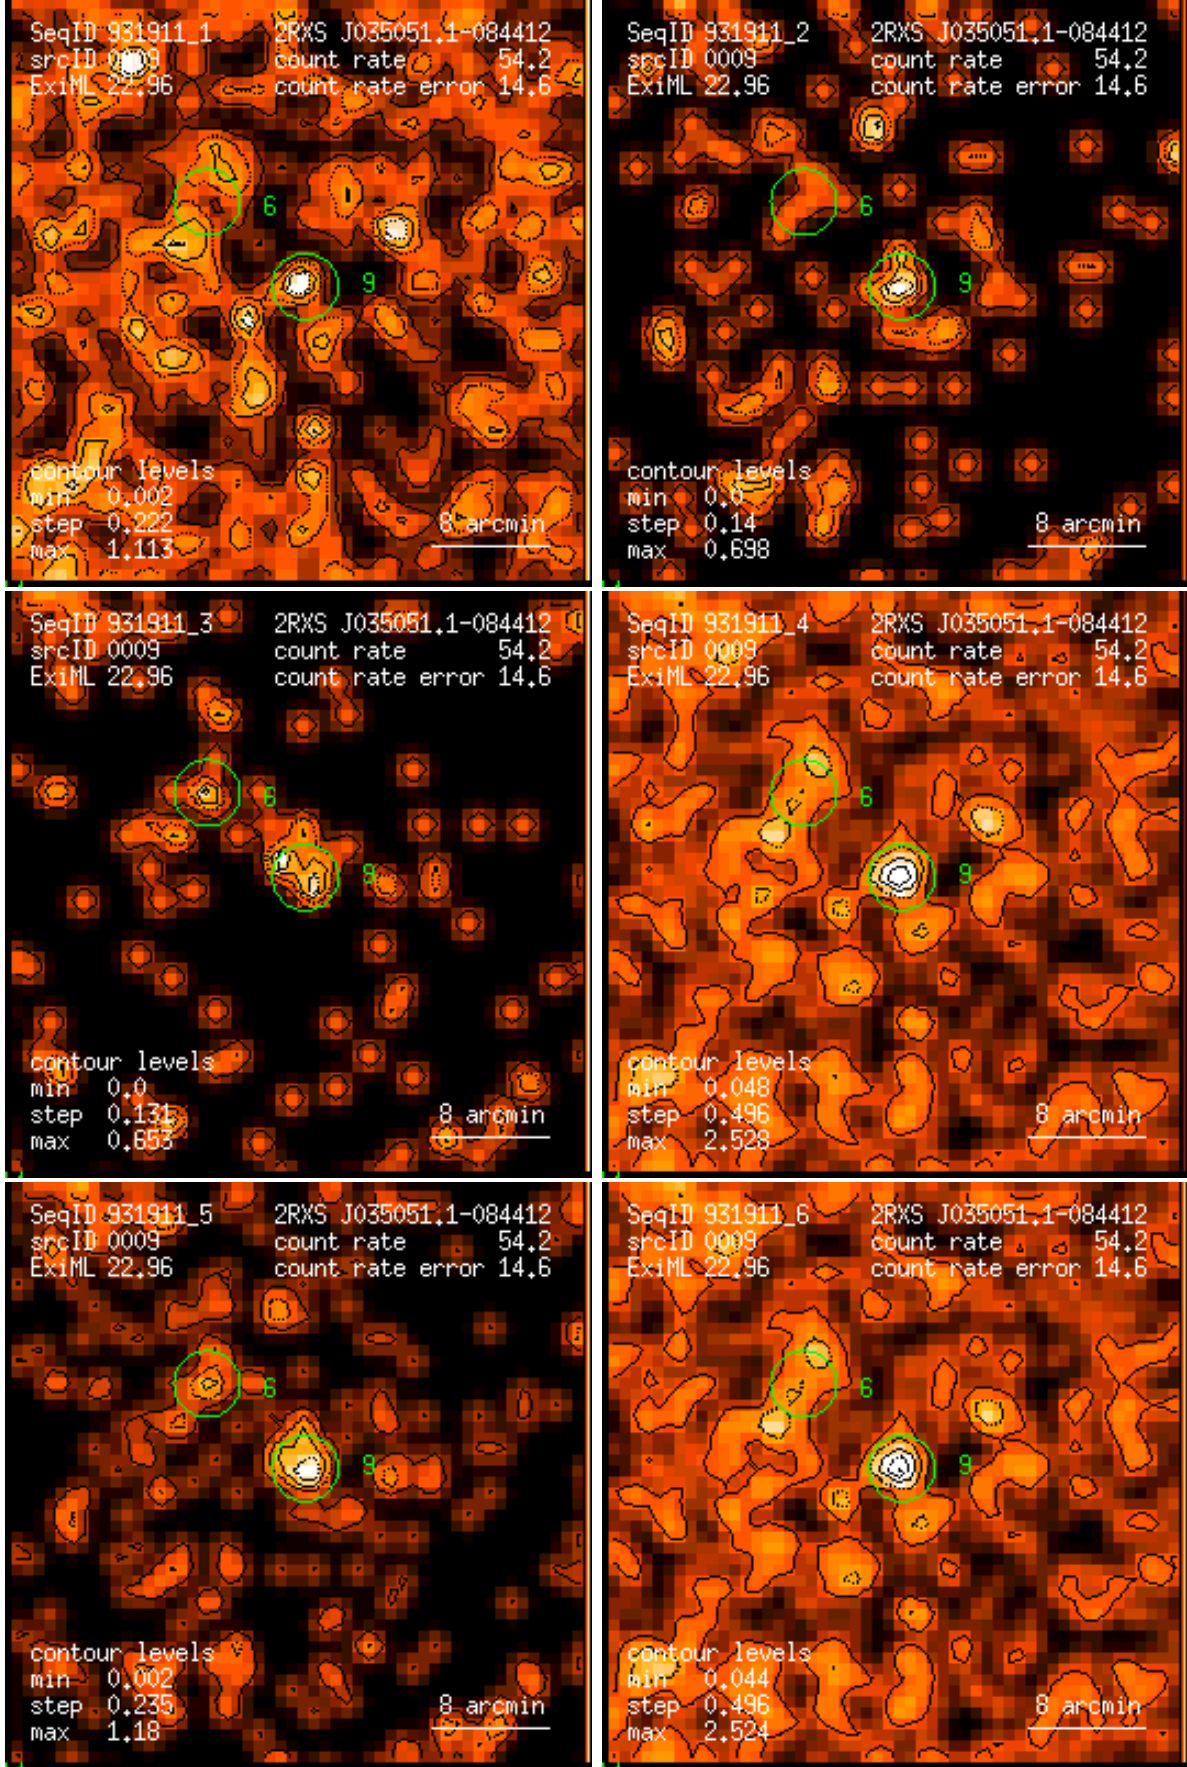 SeqID 931911_1 2RXS J035051.1-084412
srcID 0009 count rate 54.2
ExiML 22.96 count rate error 14.6
6
9
contour levels
min 0.002
step 0.222 8 arcmin
max 1.113
SeqID 931911_2 2RXS J035051.1-084412
srcID 0009 count rate 54.2
ExiML 22.96 count rate error 14.6
6
9
contour levels
min 0.0
step 0.14 8 arcmin
max 0.698
SeqID 931911_3 2RXS J035051.1-084412
srcID 0009 count rate 54.2
ExiML 22.96 count rate error 14.6
6
9
contour levels
min 0.0
step 0.131 8 arcmin
max 0.653
SeqID 931911_4 2RXS J035051.1-084412
srcID 0009 count rate 54.2
ExiML 22.96 count rate error 14.6
6
9
contour levels
min 0.048
step 0.496 8 arcmin
max 2.528
SeqID 931911_5 2RXS J035051.1-084412
srcID 0009 count rate 54.2
ExiML 22.96 count rate error 14.6
6
9
contour levels
min 0.002
step 0.235 8 arcmin
max 1.18
SeqID 931911_6 2RXS J035051.1-084412
srcID 0009 count rate 54.2
ExiML 22.96 count rate error 14.6
6
9
contour levels
min 0.044
step 0.496 8 arcmin
max 2.524